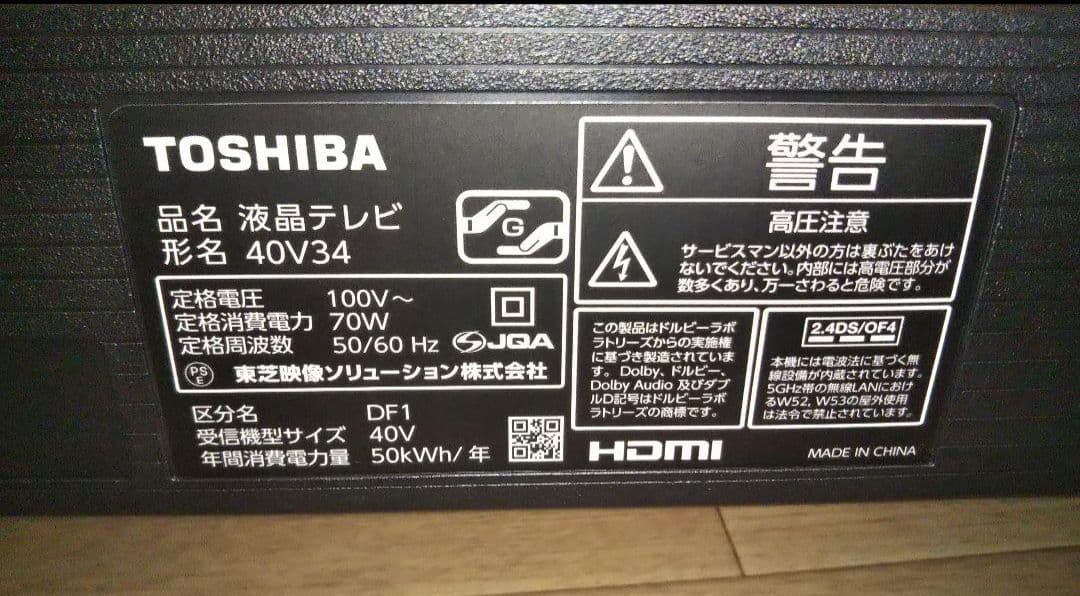 TOSHIBA
品名 液晶テレビ
形名 40V34
G
定格電圧 100V～
定格消費電力 70W
定格周波数 50/60 Hz
JQA
PSE 東芝映像ソリューション株式会社
区分名 DF1
受信機型サイズ 40V
年間消費電力量 50kWh/年
警告
高圧注意
サービスマン以外の方は裏ぶたをあけ
ないでください。内部には高電圧部分が
数多くあり、万一さわると危険です。
この製品はドルビーラボ
ラトリーズからの実施権
に基づき製造されていま
す。Dolby、ドルビー、
Dolby Audio 及びダブ
ルD記号はドルビーラボ
ラトリーズの商標です。
2.4DS/OF4
本機には電波法に基づく無
線設備が内蔵されています。
5GHz帯の無線LANにおけ
るW52, W53の屋外使用
は法令で禁止されています。
HDMI
MADE IN CHINA